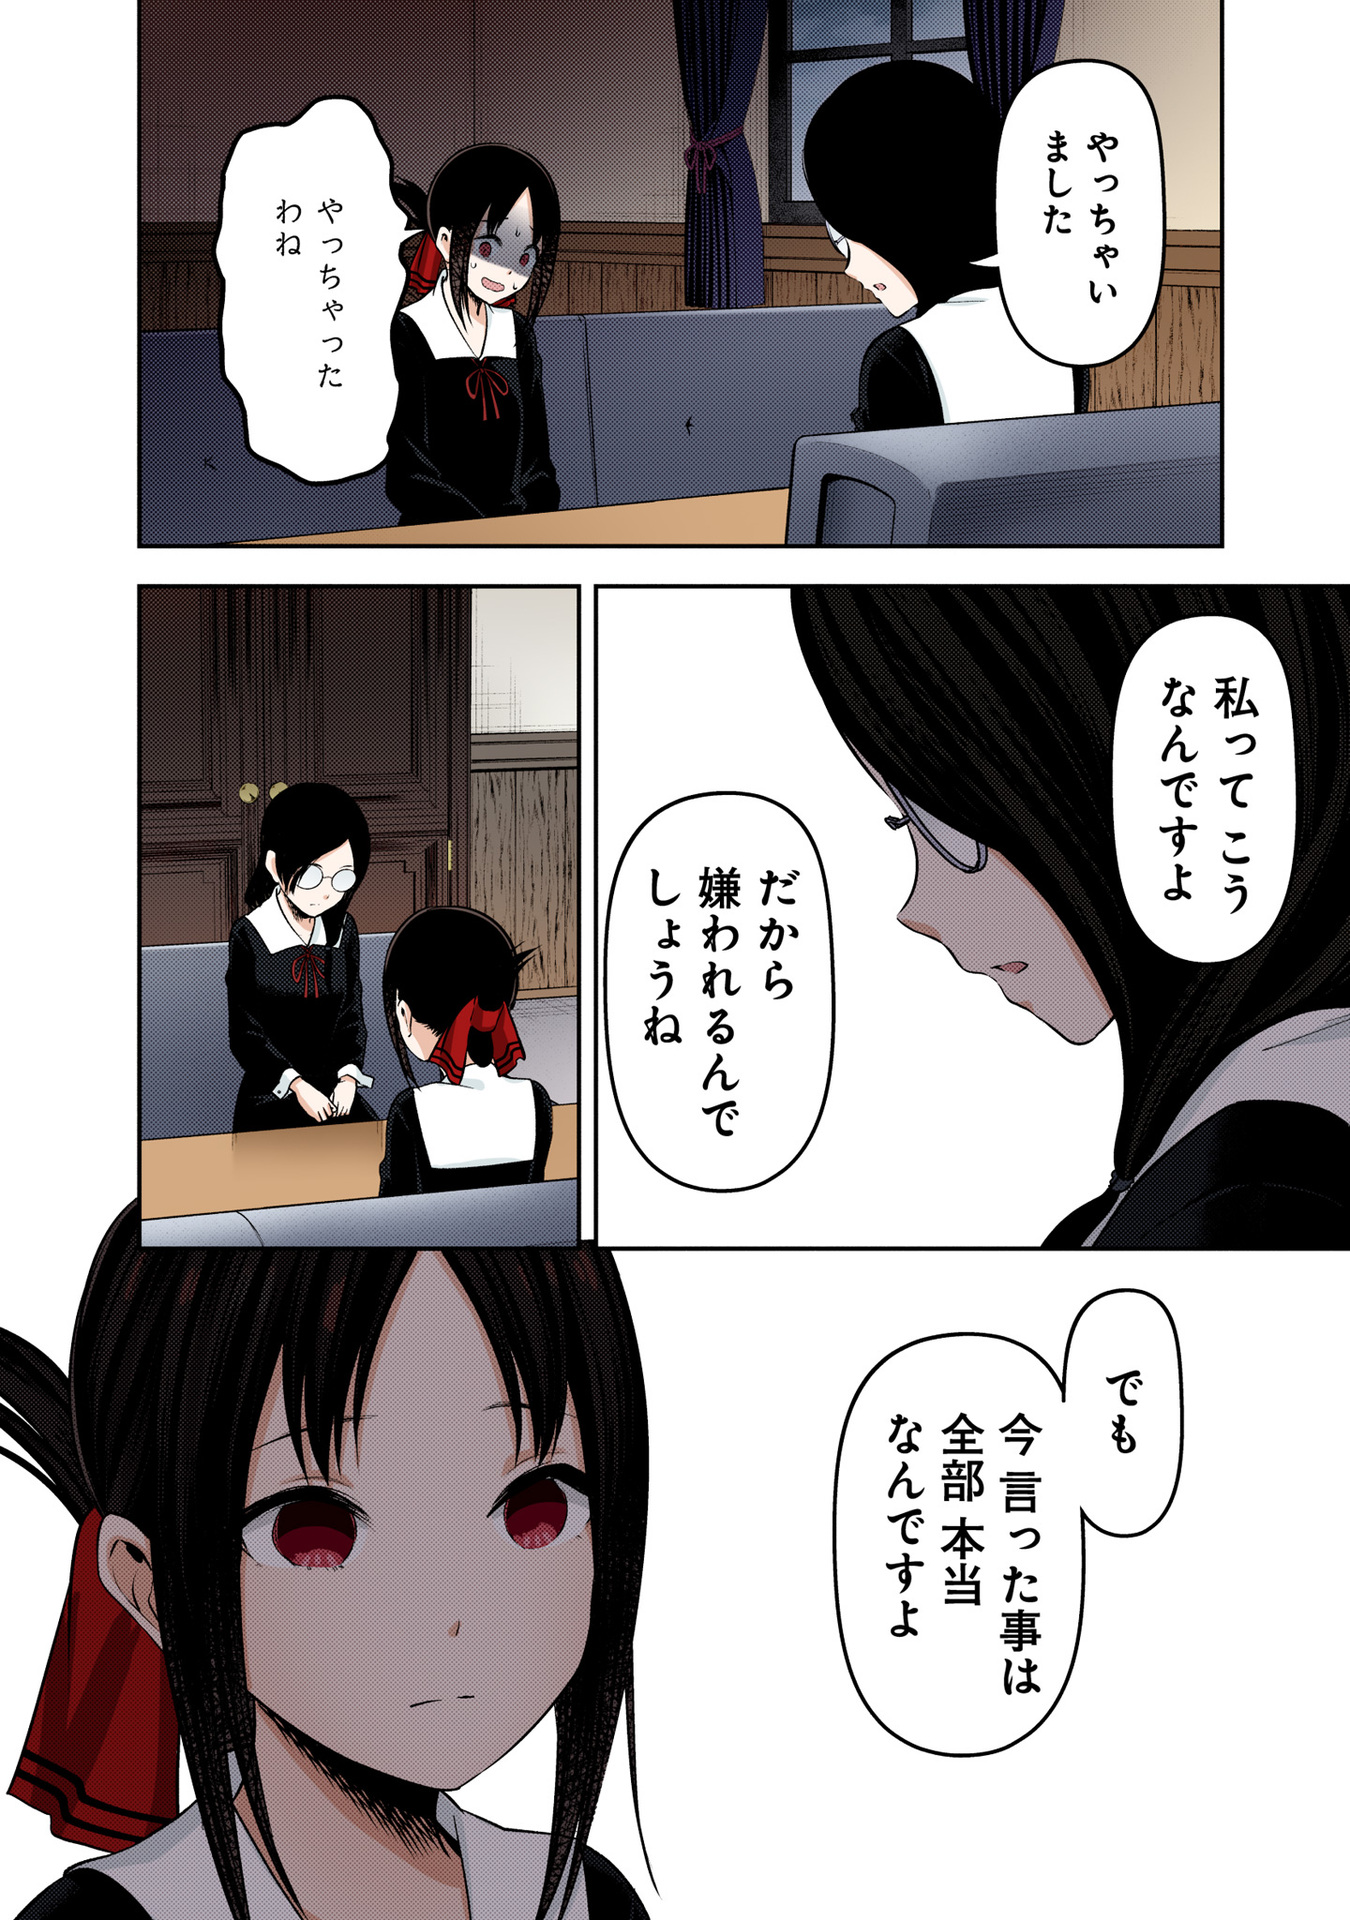 やっちゃい
ました
やっちゃった
わね
私ってこう
なんですよ
だから
嫌われるんで
しょうね
でも
今言った事は
全部本当
なんですよ